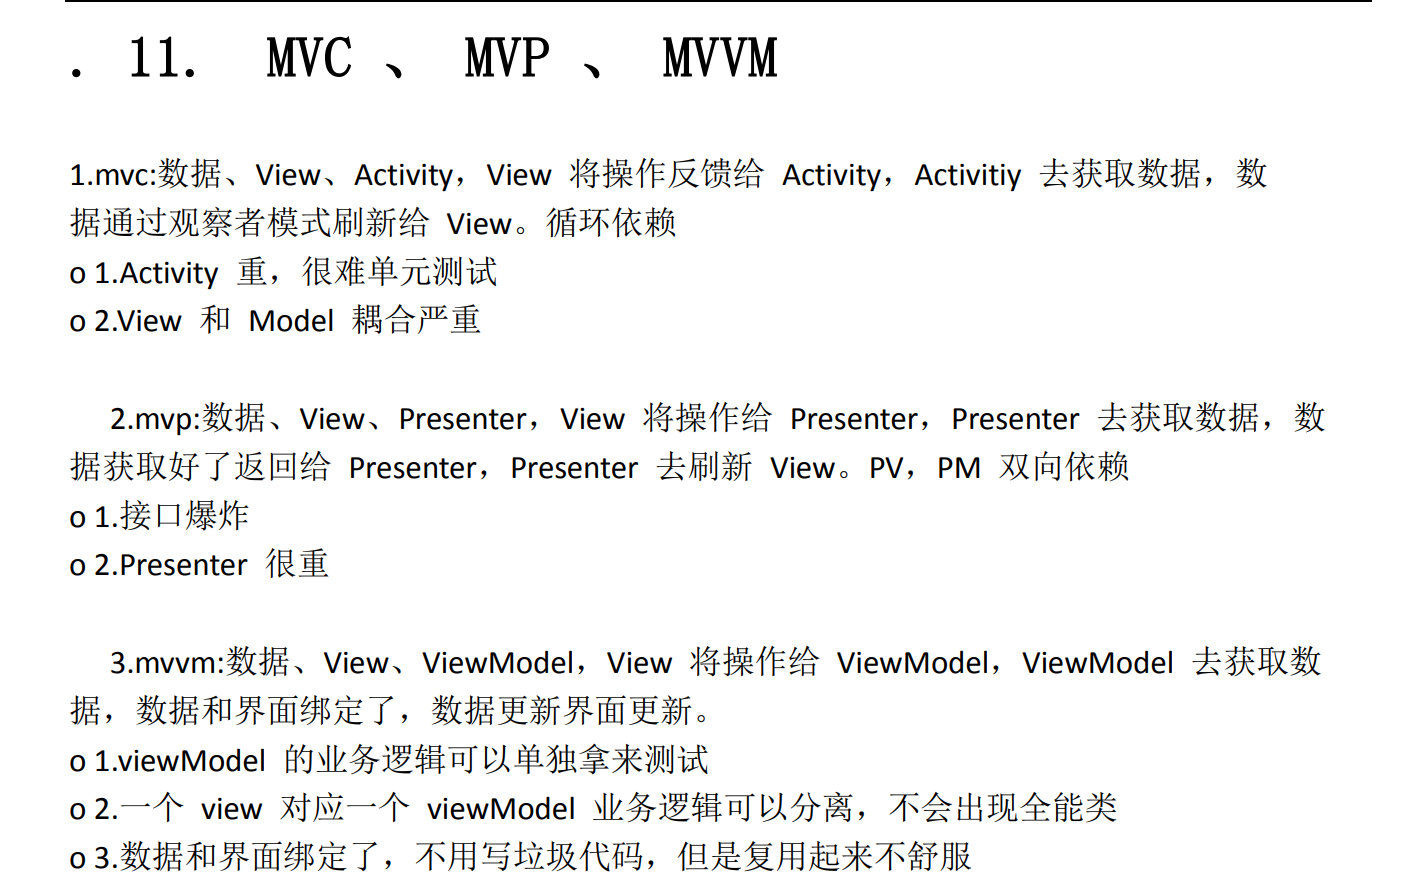 . 11. MVC 、 MVP 、 MVVM
1.mvc:数据、View、Activity，View 将操作反馈给 Activity，Activitiy 去获取数据，数
据通过观察者模式刷新给 View。循环依赖
o 1.Activity 重，很难单元测试
o 2.View 和 Model 耦合严重
2.mvp:数据、View、Presenter，View 将操作给 Presenter，Presenter 去获取数据，数
据获取好了返回给 Presenter，Presenter 去刷新 View。PV，PM 双向依赖
o 1.接口爆炸
o 2.Presenter 很重
3.mvvm:数据、View、ViewModel，View 将操作给 ViewModel，ViewModel 去获取数
据，数据和界面绑定了，数据更新界面更新。
o 1.viewModel 的业务逻辑可以单独拿来测试
o 2.一个 view 对应一个 viewModel 业务逻辑可以分离，不会出现全能类
o 3.数据和界面绑定了，不用写垃圾代码，但是复用起来不舒服